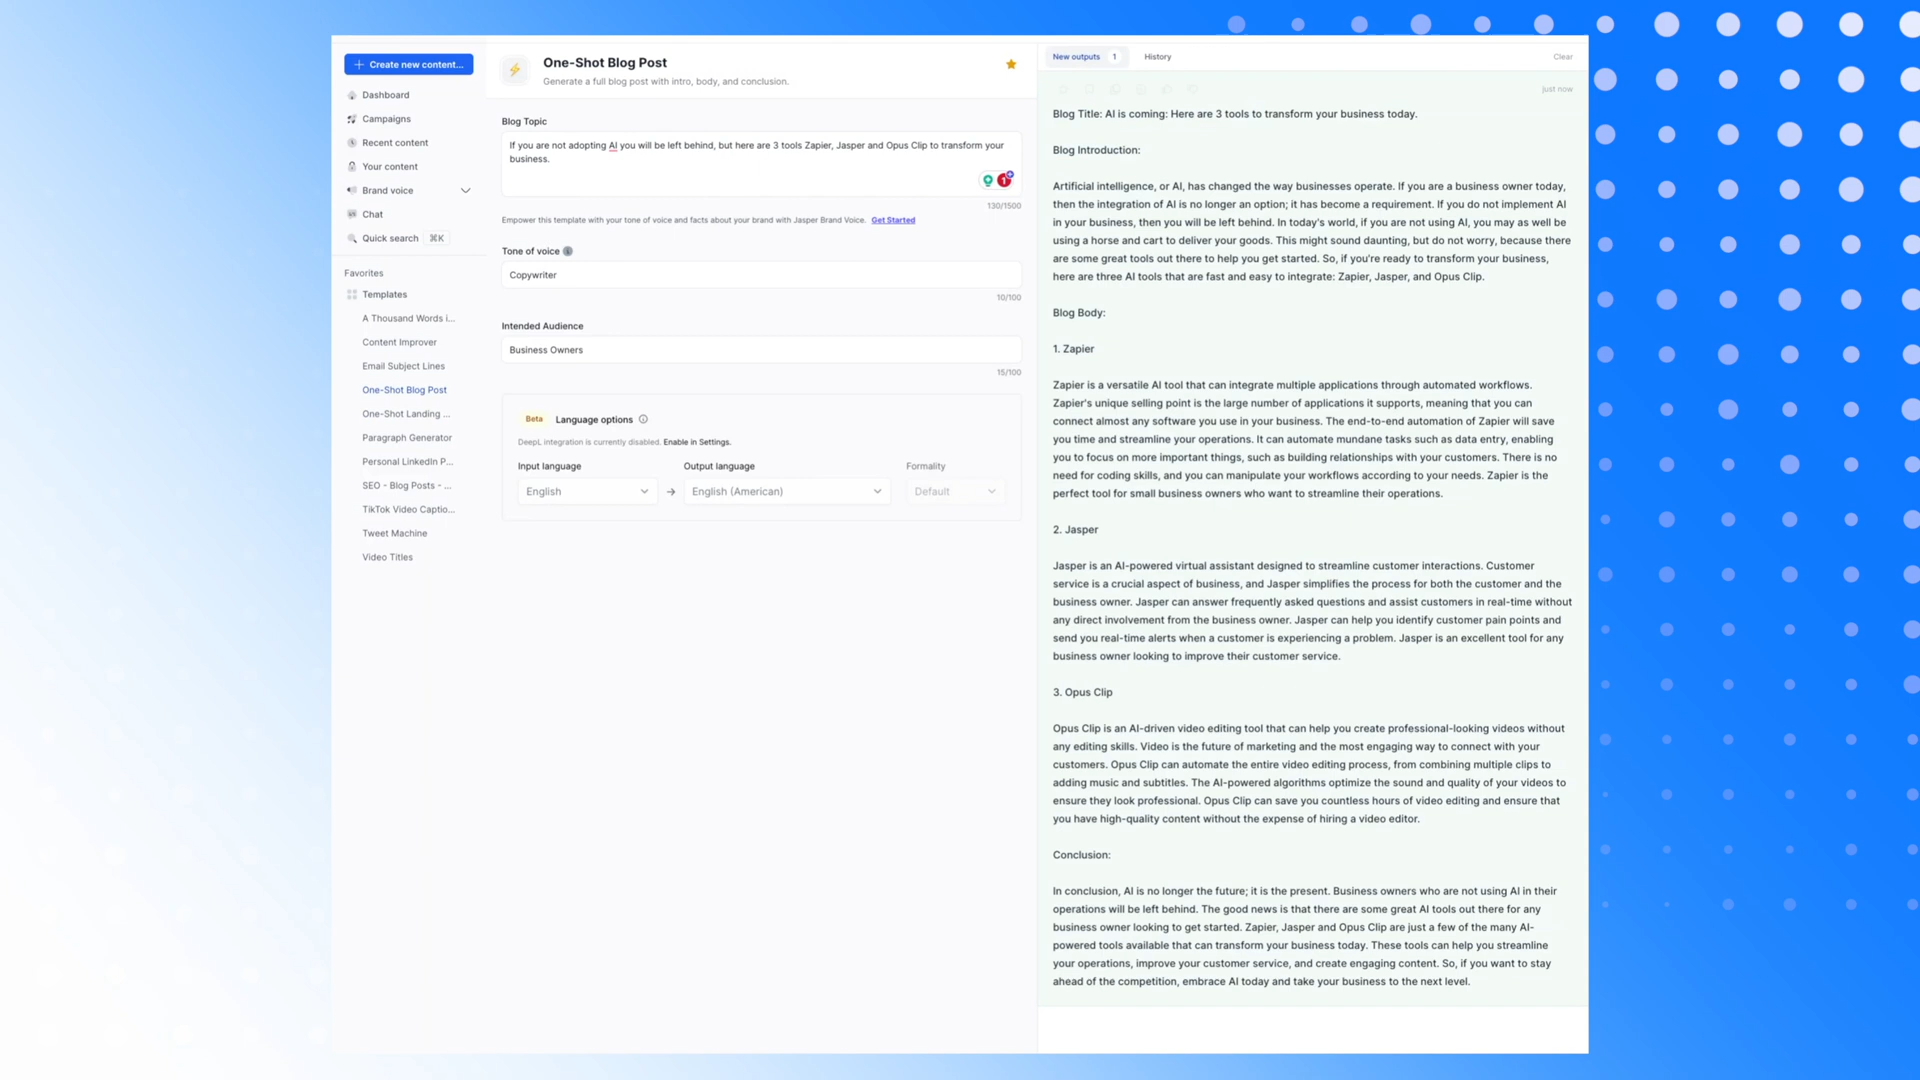 Create new content...
Dashboard
Campaigns
Recent content
Your content
Brand voice
Chat
Quick search ⌘K
Favorites
Templates
A Thousand Words i...
Content Improver
Email Subject Lines
One-Shot Blog Post
One-Shot Landing ...
Paragraph Generator
Personal LinkedIn P...
SEO - Blog Posts - ...
TikTok Video Captio...
Tweet Machine
Video Titles
One-Shot Blog Post
Generate a full blog post with intro, body, and conclusion.
Blog Topic
If you are not adopting AI you will be left behind, but here are 3 tools Zapier, Jasper and Opus Clip to transform your
business.
1
130/1500
Empower this template with your tone of voice and facts about your brand with Jasper Brand Voice. Get Started
Tone of voice
Copywriter
10/100
Intended Audience
Business Owners
15/100
Beta Language options
DeepL integration is currently disabled. Enable in Settings.
Input language Output language Formality
English → English (American) Default
New outputs 1 History Clear
just now
Blog Title: AI is coming: Here are 3 tools to transform your business today.
Blog Introduction:
Artificial intelligence, or AI, has changed the way businesses operate. If you are a business owner today,
then the integration of AI is no longer an option; it has become a requirement. If you do not implement AI
in your business, then you will be left behind. In today's world, if you are not using AI, you may as well be
using a horse and cart to deliver your goods. This might sound daunting, but do not worry, because there
are some great tools out there to help you get started. So, if you're ready to transform your business,
here are three AI tools that are fast and easy to integrate: Zapier, Jasper, and Opus Clip.
Blog Body:
1. Zapier
Zapier is a versatile AI tool that can integrate multiple applications through automated workflows.
Zapier's unique selling point is the large number of applications it supports, meaning that you can
connect almost any software you use in your business. The end-to-end automation of Zapier will save
you time and streamline your operations. It can automate mundane tasks such as data entry, enabling
you to focus on more important things, such as building relationships with your customers. There is no
need for coding skills, and you can manipulate your workflows according to your needs. Zapier is the
perfect tool for small business owners who want to streamline their operations.
2. Jasper
Jasper is an AI-powered virtual assistant designed to streamline customer interactions. Customer
service is a crucial aspect of business, and Jasper simplifies the process for both the customer and the
business owner. Jasper can answer frequently asked questions and assist customers in real-time without
any direct involvement from the business owner. Jasper can help you identify customer pain points and
send you real-time alerts when a customer is experiencing a problem. Jasper is an excellent tool for any
business owner looking to improve their customer service.
3. Opus Clip
Opus Clip is an AI-driven video editing tool that can help you create professional-looking videos without
any editing skills. Video is the future of marketing and the most engaging way to connect with your
customers. Opus Clip can automate the entire video editing process, from combining multiple clips to
adding music and subtitles. The AI-powered algorithms optimize the sound and quality of your videos to
ensure they look professional. Opus Clip can save you countless hours of video editing and ensure that
you have high-quality content without the expense of hiring a video editor.
Conclusion:
In conclusion, AI is no longer the future; it is the present. Business owners who are not using AI in their
operations will be left behind. The good news is that there are some great AI tools out there for any
business owner looking to get started. Zapier, Jasper and Opus Clip are just a few of the many AI-
powered tools available that can transform your business today. These tools can help you streamline
your operations, improve your customer service, and create engaging content. So, if you want to stay
ahead of the competition, embrace AI today and take your business to the next level.